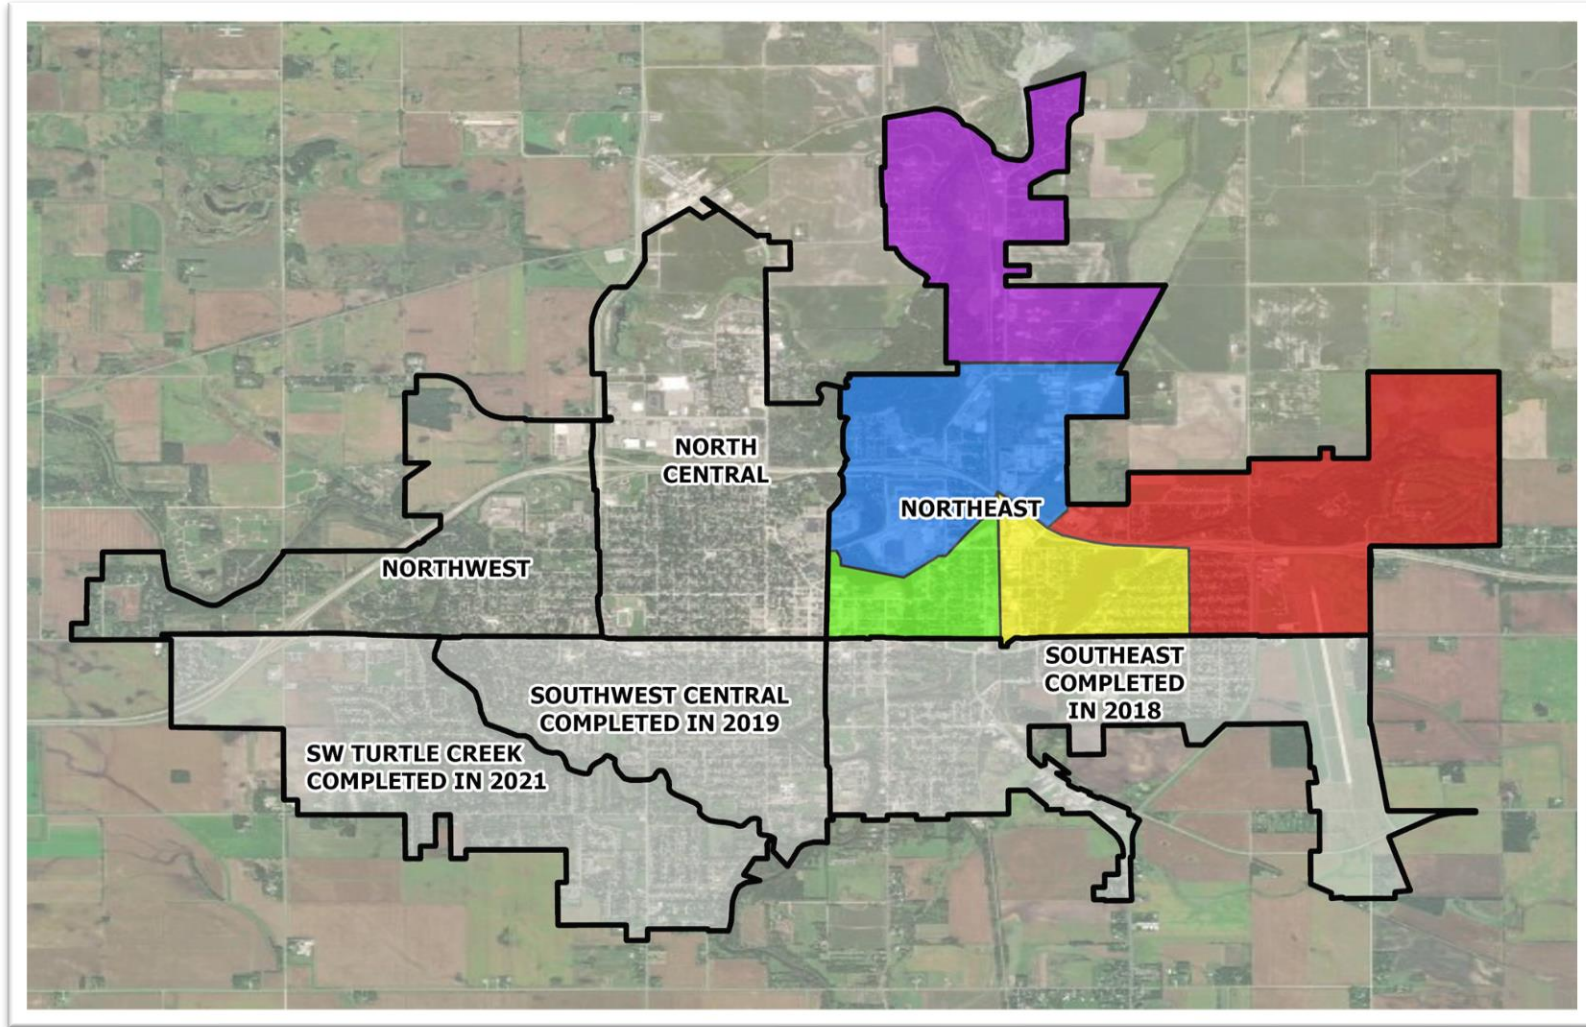 NORTH
CENTRAL
NORTHEAST
NORTHWEST
SOUTHEAST
COMPLETED
IN 2018
SOUTHWEST CENTRAL
COMPLETED IN 2019
SW TURTLE CREEK
COMPLETED IN 2021